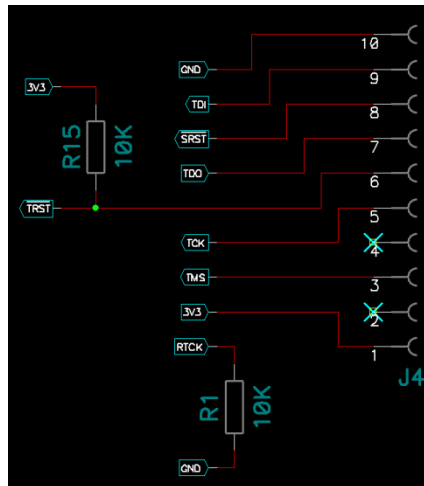 10
GND
9
3V3
TDI
8
SRST
7
R15
10K
TDO
6
TRST
5
TCK
4
TMS
3
3V3
2
RTCK
1
J4
R1
10K
GND